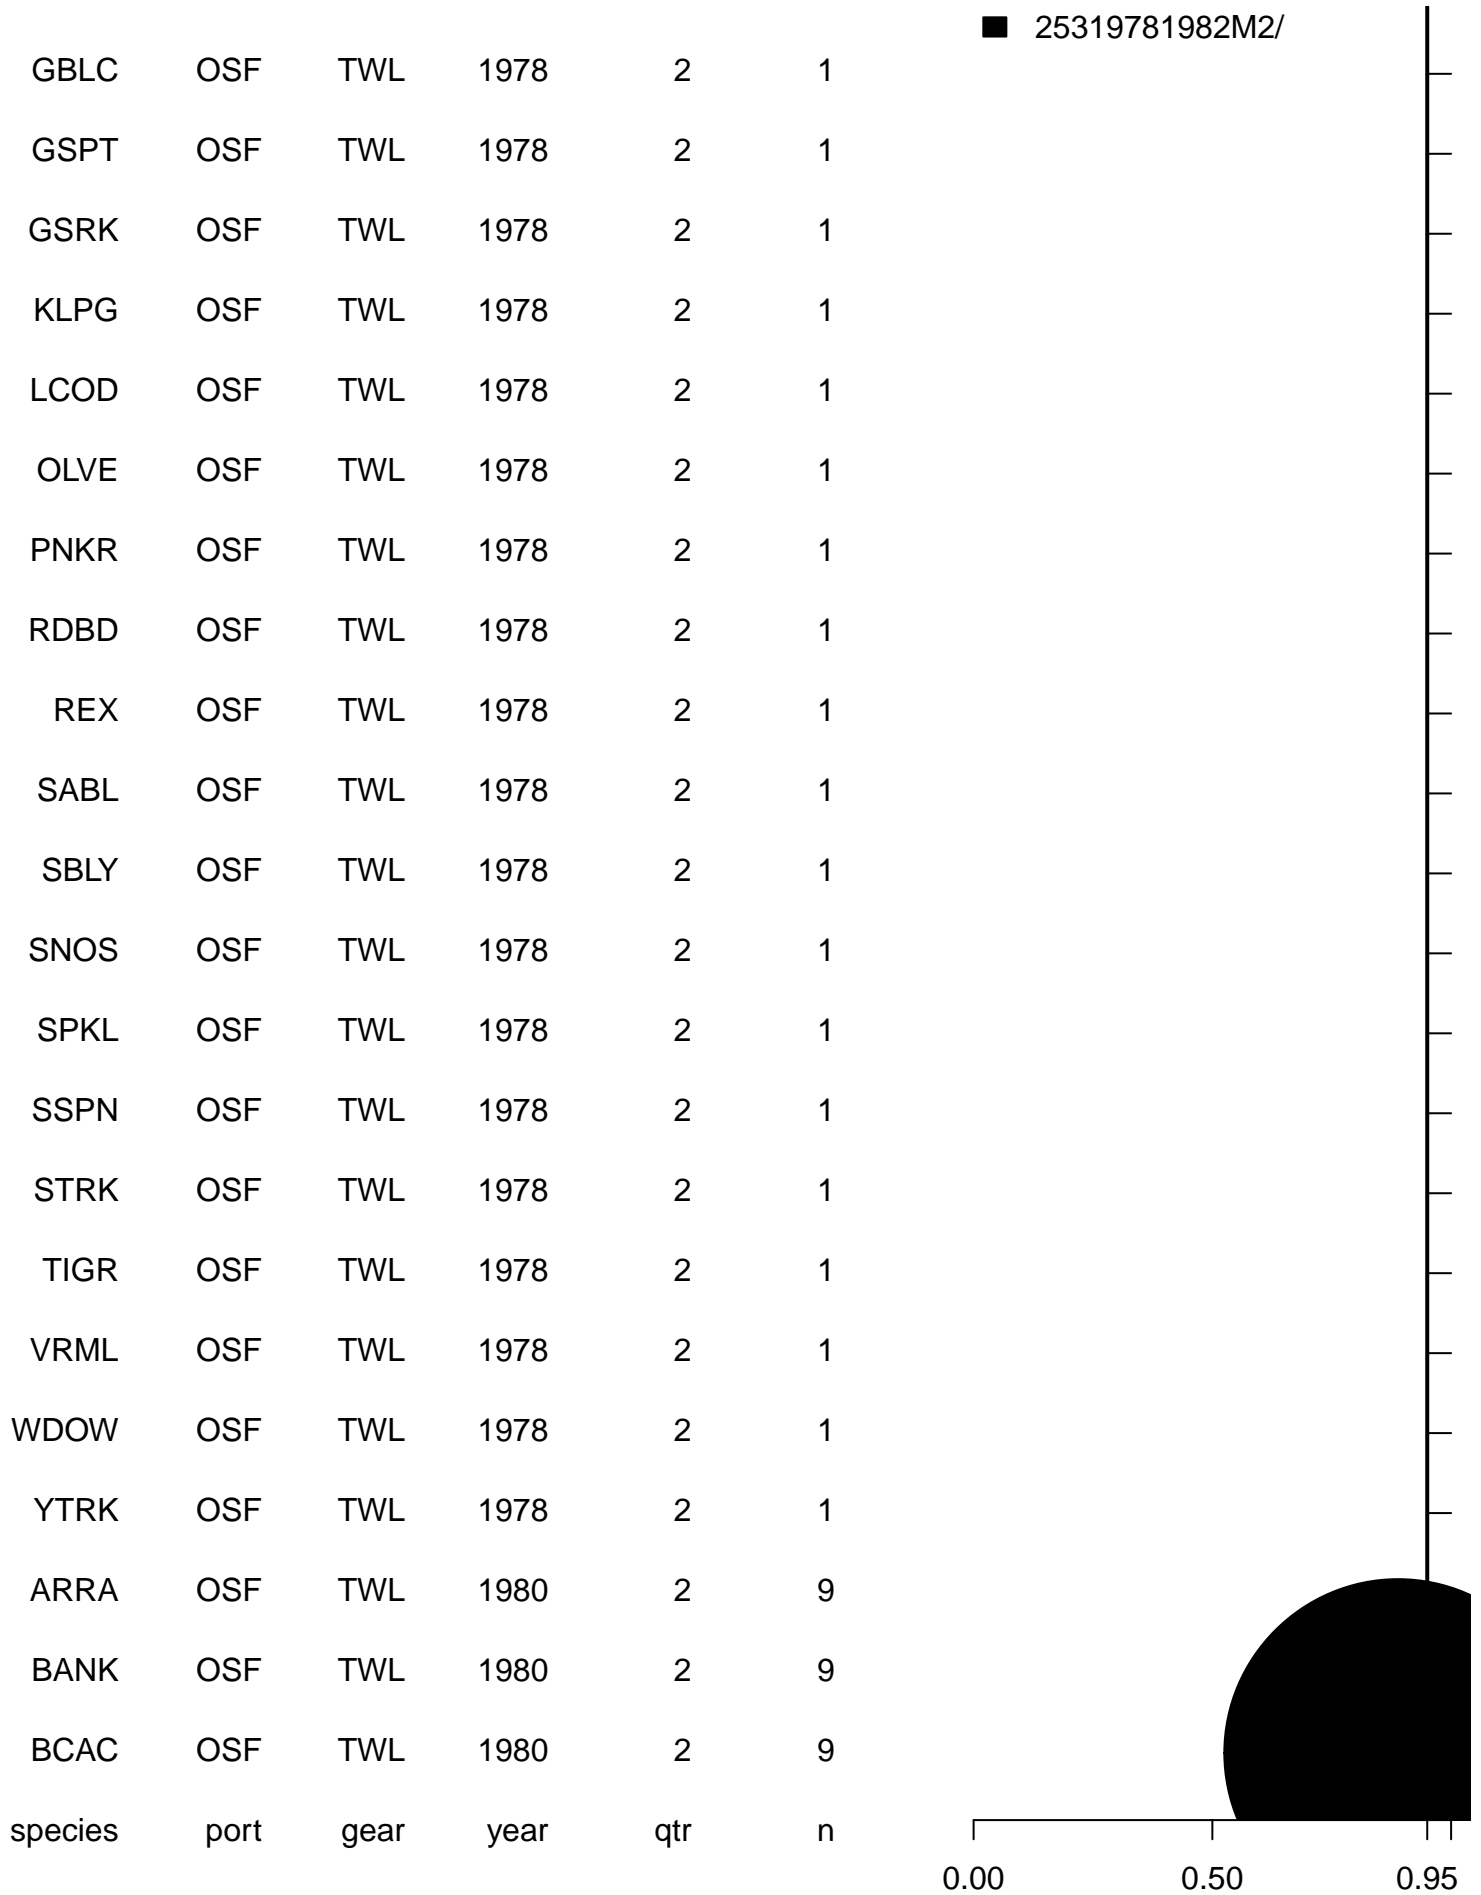 25319781982M2/
GBLC OSF TWL 1978 2 1
GSPT OSF TWL 1978 2 1
GSRK OSF TWL 1978 2 1
KLPG OSF TWL 1978 2 1
LCOD OSF TWL 1978 2 1
OLVE OSF TWL 1978 2 1
PNKR OSF TWL 1978 2 1
RDBD OSF TWL 1978 2 1
REX OSF TWL 1978 2 1
SABL OSF TWL 1978 2 1
SBLY OSF TWL 1978 2 1
SNOS OSF TWL 1978 2 1
SPKL OSF TWL 1978 2 1
SSPN OSF TWL 1978 2 1
STRK OSF TWL 1978 2 1
TIGR OSF TWL 1978 2 1
VRML OSF TWL 1978 2 1
WDOW OSF TWL 1978 2 1
YTRK OSF TWL 1978 2 1
ARRA OSF TWL 1980 2 9
BANK OSF TWL 1980 2 9
BCAC OSF TWL 1980 2 9
species port gear year qtr n
0.00 0.50 0.95